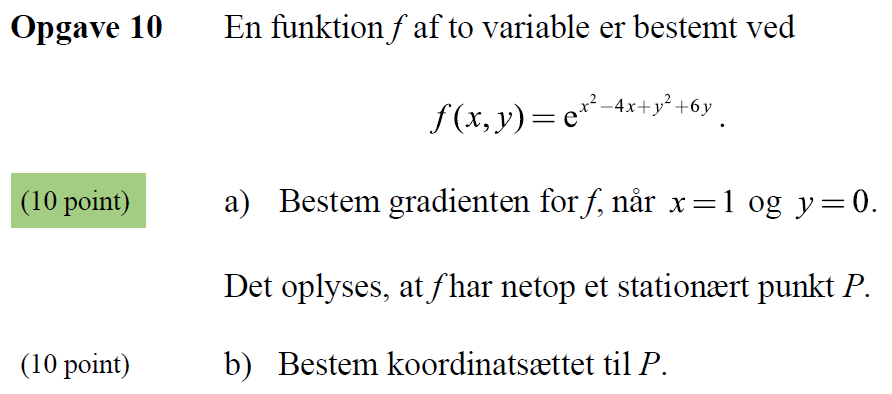 Opgave 10 En funktion f af to variable er bestemt ved
f(x, y) = e^{x²−4x+y²+6y}.
(10 point) a) Bestem gradienten for f, når x = 1 og y = 0.
Det oplyses, at f har netop et stationært punkt P.
(10 point) b) Bestem koordinatsættet til P.